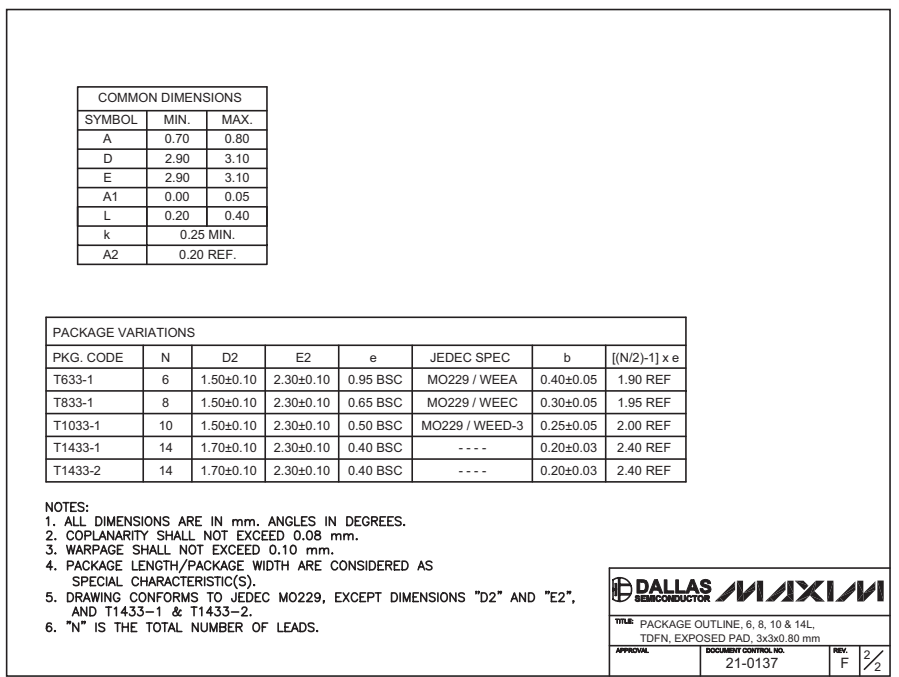 COMMON DIMENSIONS
SYMBOL MIN. MAX.
A 0.70 0.80
D 2.90 3.10
E 2.90 3.10
A1 0.00 0.05
L 0.20 0.40
k 0.25 MIN.
A2 0.20 REF.
PACKAGE VARIATIONS
PKG. CODE N D2 E2 e JEDEC SPEC b [(N/2)-1] x e
T633-1 6 1.50±0.10 2.30±0.10 0.95 BSC MO229 / WEEA 0.40±0.05 1.90 REF
T833-1 8 1.50±0.10 2.30±0.10 0.65 BSC MO229 / WEEC 0.30±0.05 1.95 REF
T1033-1 10 1.50±0.10 2.30±0.10 0.50 BSC MO229 / WEED-3 0.25±0.05 2.00 REF
T1433-1 14 1.70±0.10 2.30±0.10 0.40 BSC - - - - 0.20±0.03 2.40 REF
T1433-2 14 1.70±0.10 2.30±0.10 0.40 BSC - - - - 0.20±0.03 2.40 REF
NOTES:
1. ALL DIMENSIONS ARE IN mm. ANGLES IN DEGREES.
2. COPLANARITY SHALL NOT EXCEED 0.08 mm.
3. WARPAGE SHALL NOT EXCEED 0.10 mm.
4. PACKAGE LENGTH/PACKAGE WIDTH ARE CONSIDERED AS
SPECIAL CHARACTERISTIC(S).
5. DRAWING CONFORMS TO JEDEC MO229, EXCEPT DIMENSIONS "D2" AND "E2",
AND T1433-1 & T1433-2.
6. "N" IS THE TOTAL NUMBER OF LEADS.
DALLAS SEMICONDUCTOR MAXIM
TITLE: PACKAGE OUTLINE, 6, 8, 10 & 14L,
TDFN, EXPOSED PAD, 3x3x0.80 mm
APPROVAL DOCUMENT CONTROL NO. REV.
21-0137 F 2/2